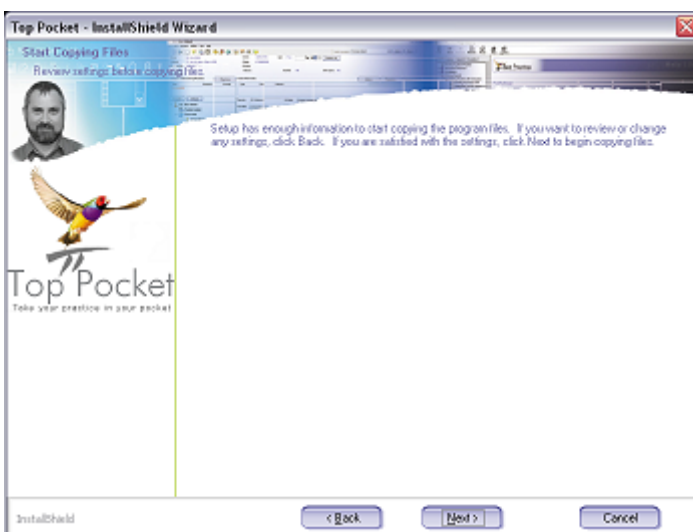 Top Pocket - InstallShield Wizard
Start Copying Files
Review settings before copying files.
Setup has enough information to start copying the program files. If you want to review or change
any settings, click Back. If you are satisfied with the settings, click Next to begin copying files.
Top Pocket
Take your practice in your pocket
InstallShield
< Back
Next >
Cancel